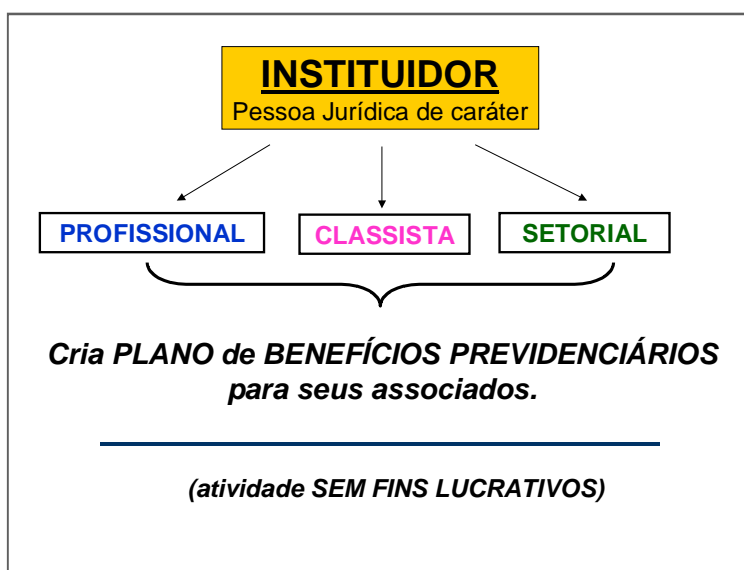 INSTITUIDOR
Pessoa Jurídica de caráter
PROFISSIONAL
CLASSISTA
SETORIAL
Cria PLANO de BENEFÍCIOS PREVIDENCIÁRIOS
para seus associados.
(atividade SEM FINS LUCRATIVOS)